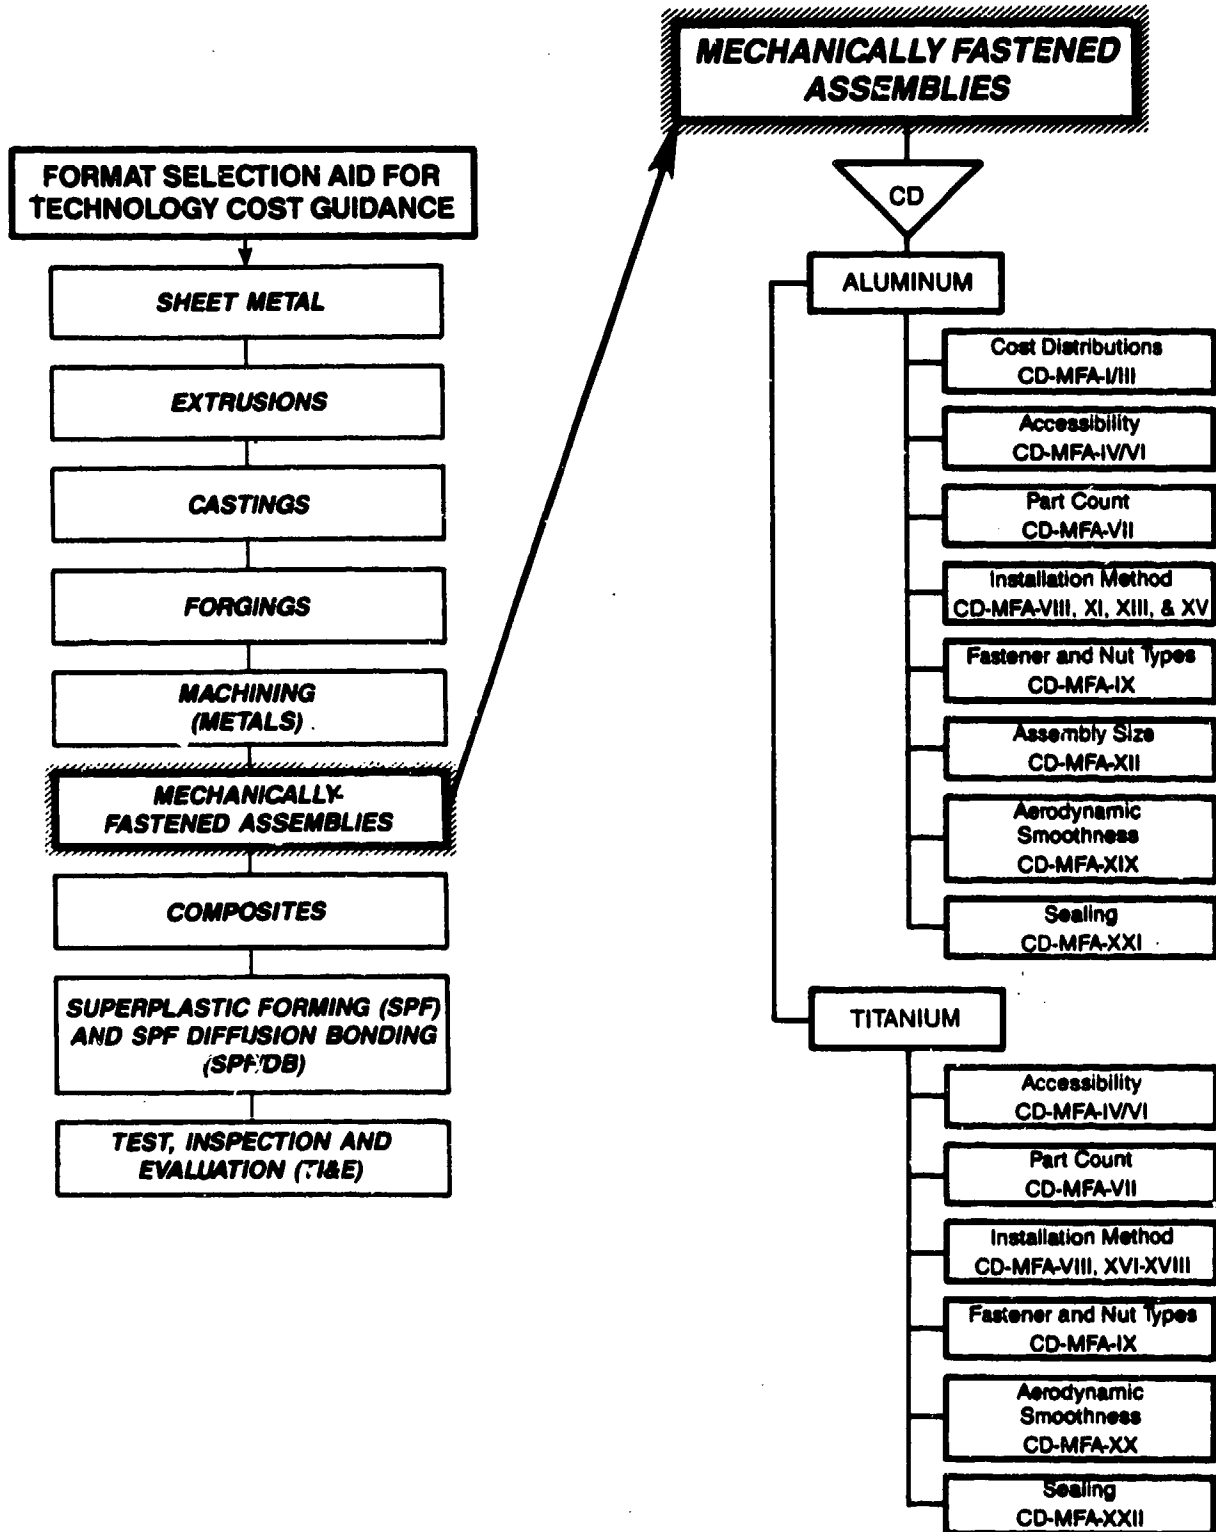 MECHANICALLY FASTENED
ASSEMBLIES
FORMAT SELECTION AID FOR
TECHNOLOGY COST GUIDANCE
SHEET METAL
EXTRUSIONS
CASTINGS
FORGINGS
MACHINING
(METALS)
MECHANICALLY-
FASTENED ASSEMBLIES
COMPOSITES
SUPERPLASTIC FORMING (SPF)
AND SPF DIFFUSION BONDING
(SPF/DB)
TEST, INSPECTION AND
EVALUATION (TI&E)
CD
ALUMINUM
Cost Distributions
CD-MFA-I/III
Accessibility
CD-MFA-IV/VI
Part Count
CD-MFA-VII
Installation Method
CD-MFA-VIII, XI, XIII, & XV
Fastener and Nut Types
CD-MFA-IX
Assembly Size
CD-MFA-XII
Aerodynamic
Smoothness
CD-MFA-XIX
Sealing
CD-MFA-XXI
TITANIUM
Accessibility
CD-MFA-IV/VI
Part Count
CD-MFA-VII
Installation Method
CD-MFA-VIII, XVI-XVIII
Fastener and Nut Types
CD-MFA-IX
Aerodynamic
Smoothness
CD-MFA-XX
Sealing
CD-MFA-XXII